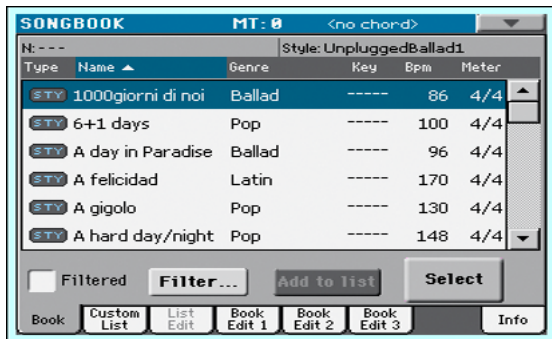 SONGBOOK MT: 0 <no chord>
N: --- Style: UnpluggedBallad1
Type Name Genre Key Bpm Meter
STY 1000giorni di noi Ballad ----- 86 4/4
STY 6+1 days Pop ----- 100 4/4
STY A day in Paradise Ballad ----- 96 4/4
STY A felicidad Latin ----- 170 4/4
STY A gigolo Pop ----- 130 4/4
STY A hard day/night Pop ----- 148 4/4
Filtered Filter... Add to list Select
Book Custom List List Edit Book Edit 1 Book Edit 2 Book Edit 3 Info